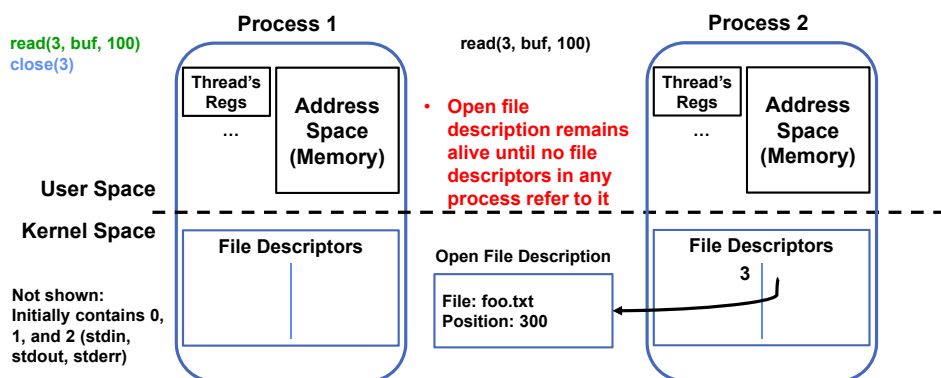 Process 1
Process 2
read(3, buf, 100)
close(3)
read(3, buf, 100)
Thread's
Regs
…
Address
Space
(Memory)
• Open file
description remains
alive until no file
descriptors in any
process refer to it
Thread's
Regs
…
Address
Space
(Memory)
User Space
Kernel Space
File Descriptors
Open File Description
File: foo.txt
Position: 300
File Descriptors
3
Not shown:
Initially contains 0,
1, and 2 (stdin,
stdout, stderr)